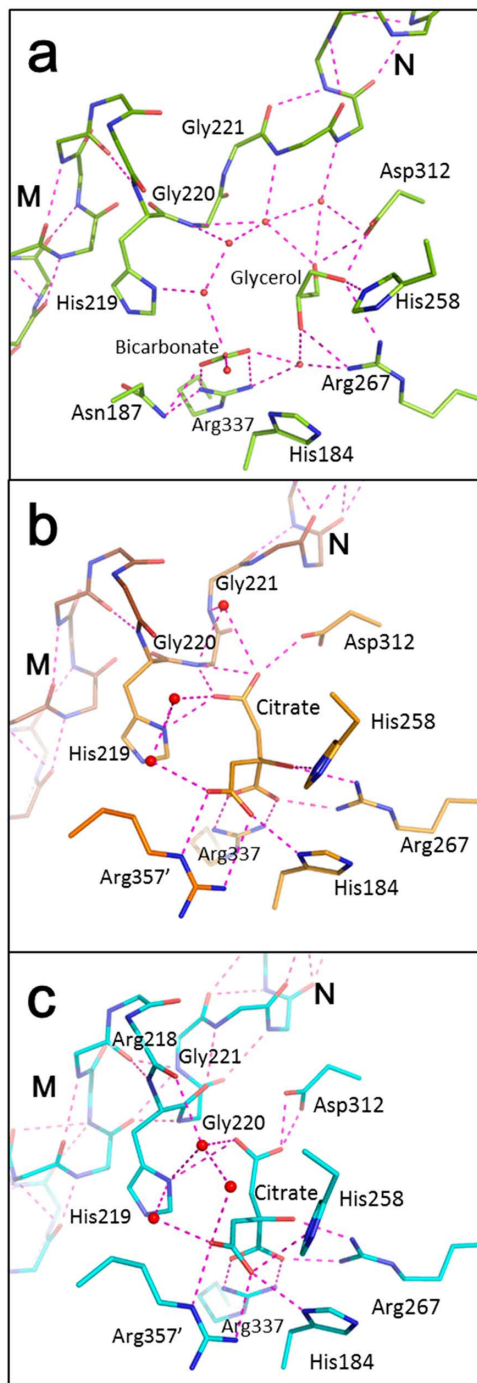 a
N
Gly221
Asp312
M
Gly220
Glycerol
His219
His258
Bicarbonate
Asn187
Arg337
Arg267
His184
b
N
Gly221
Gly220
Asp312
M
Citrate
His258
His219
Arg337
Arg267
Arg357'
His184
c
N
Arg218
Gly221
M
Asp312
Gly220
Citrate
His258
His219
Arg337
Arg267
Arg357'
His184